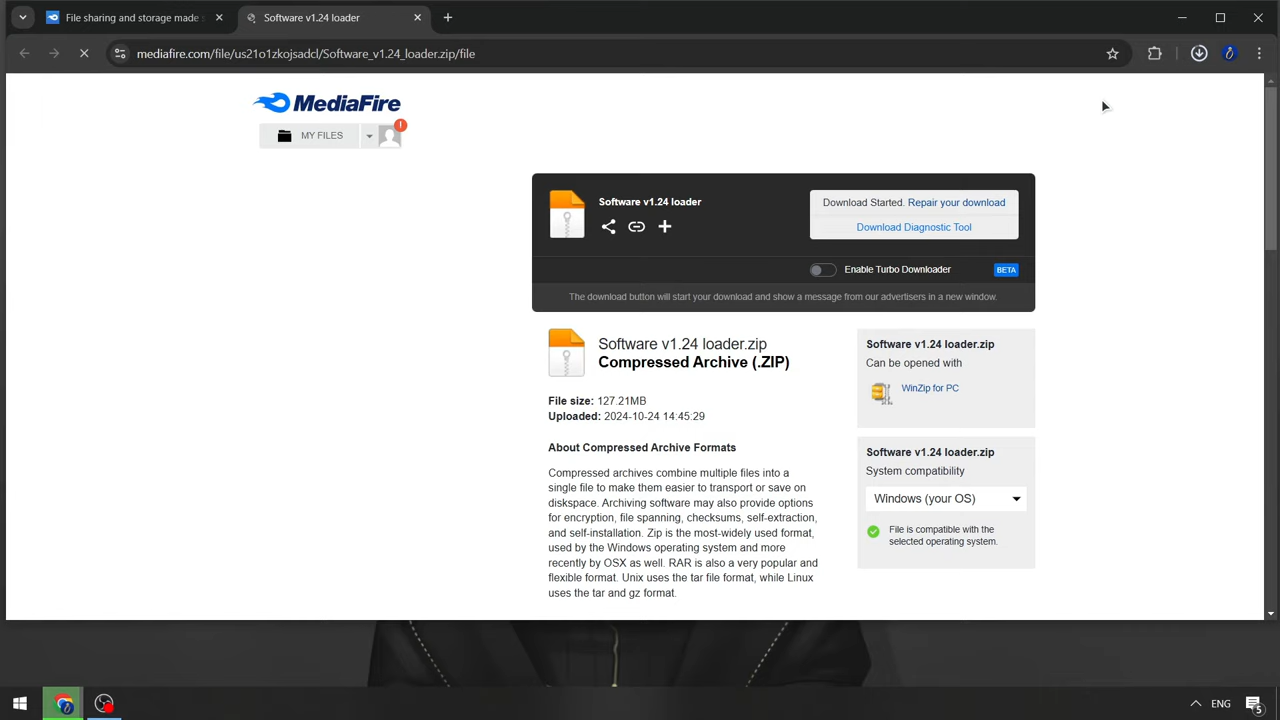 File sharing and storage made
Software v1.24 loader
mediafire.com/file/us21o1zkojsadcl/Software_v1.24_loader.zip/file
MediaFire
MY FILES
!
Software v1.24 loader
Download Started. Repair your download
Download Diagnostic Tool
Enable Turbo Downloader
BETA
The download button will start your download and show a message from our advertisers in a new window.
Software v1.24 loader.zip
Compressed Archive (.ZIP)
File size: 127.21MB
Uploaded: 2024-10-24 14:45:29
About Compressed Archive Formats
Compressed archives combine multiple files into a
single file to make them easier to transport or save on
diskspace. Archiving software may also provide options
for encryption, file spanning, checksums, self-extraction,
and self-installation. Zip is the most-widely used format,
used by the Windows operating system and more
recently by OSX as well. RAR is also a very popular and
flexible format. Unix uses the tar file format, while Linux
uses the tar and gz format.
Software v1.24 loader.zip
Can be opened with
WinZip for PC
Software v1.24 loader.zip
System compatibility
Windows (your OS)
File is compatible with the
selected operating system.
ENG
5